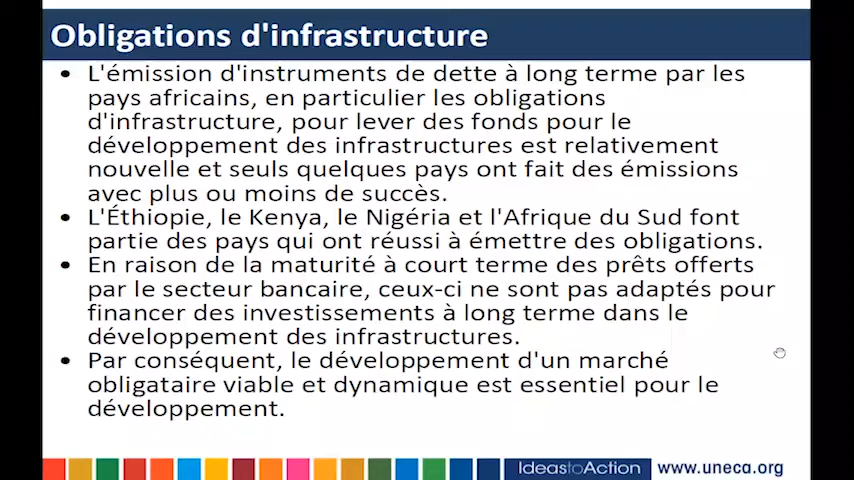 Obligations d'infrastructure
• L'émission d'instruments de dette à long terme par les
pays africains, en particulier les obligations
d'infrastructure, pour lever des fonds pour le
développement des infrastructures est relativement
nouvelle et seuls quelques pays ont fait des émissions
avec plus ou moins de succès.
• L'Éthiopie, le Kenya, le Nigéria et l'Afrique du Sud font
partie des pays qui ont réussi à émettre des obligations.
• En raison de la maturité à court terme des prêts offerts
par le secteur bancaire, ceux-ci ne sont pas adaptés pour
financer des investissements à long terme dans le
développement des infrastructures.
• Par conséquent, le développement d'un marché
obligataire viable et dynamique est essentiel pour le
développement.
IdeastoAction www.uneca.org